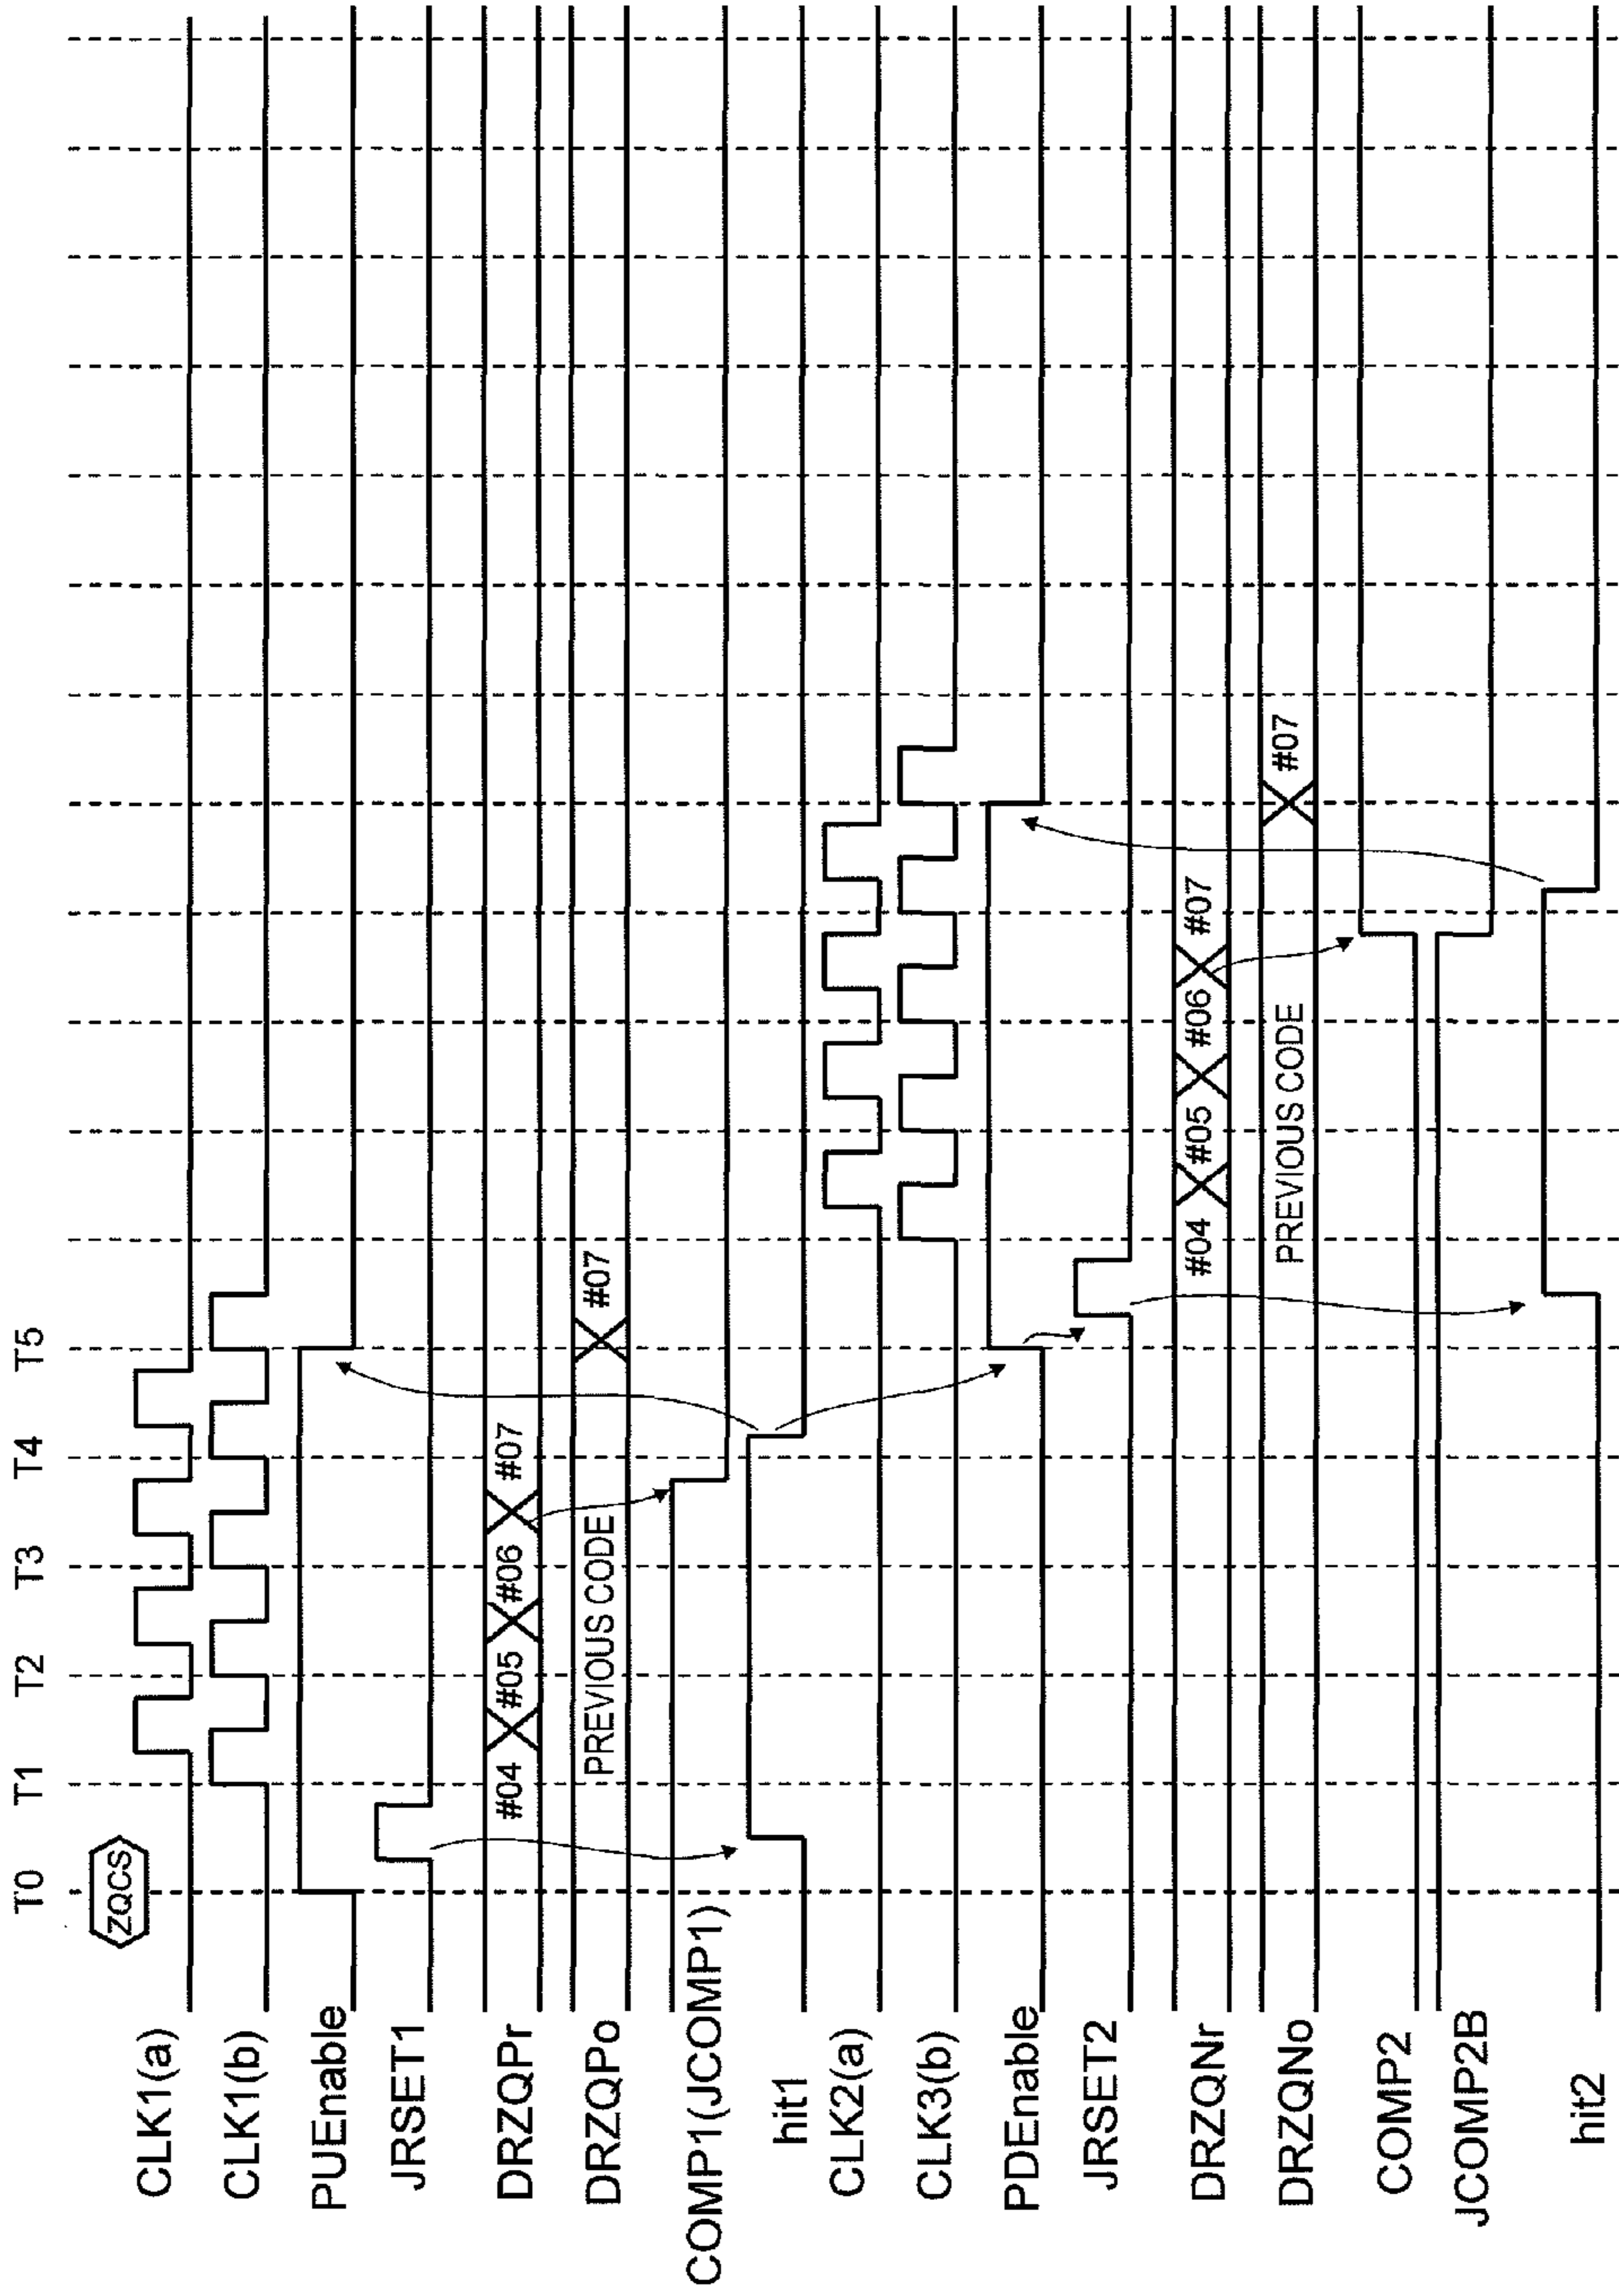 T0 T1 T2 T3 T4 T5
ZQCS
CLK1(a)
CLK1(b)
PUEnable
JRSET1
DRZQPr #04 #05 #06 #07
DRZQPo PREVIOUS CODE #07
COMP1(JCOMP1)
hit1
CLK2(a)
CLK3(b)
PDEnable
JRSET2
DRZQNr #04 #05 #06 #07
DRZQNo PREVIOUS CODE #07
COMP2
JCOMP2B
hit2